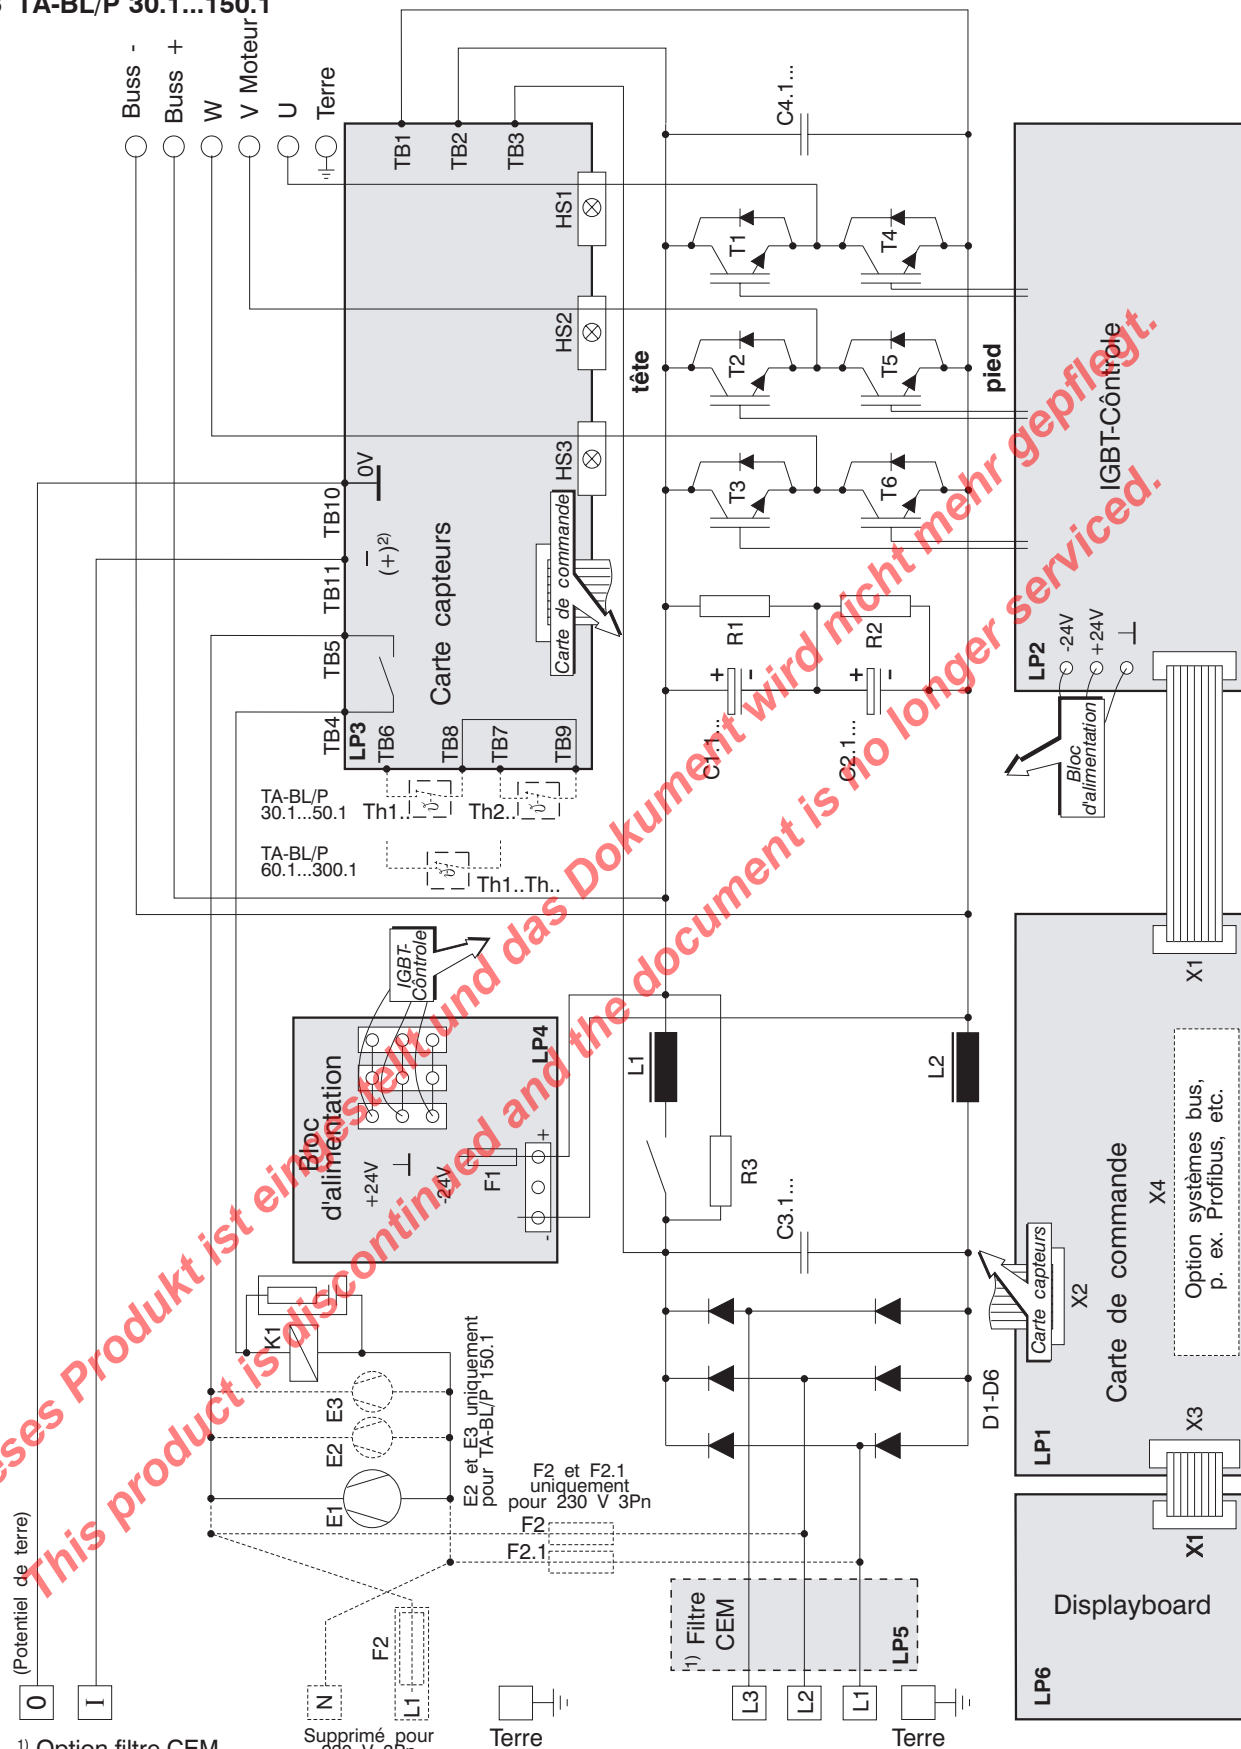 TA-BL/P 30.1...150.1
Buss -
Buss +
W
V Moteur
U
Terre
TB1
TB2
TB3
C4.1...
HS1
HS2
HS3
T1
T4
T2
T5
T3
T6
tête
pied
IGBT-Côntrole
LP2
-24V
+24V
Bloc
d'alimentation
TB10
0V
TB11
–
(+)2)
TB5
TB4
LP3
Carte capteurs
Carte de commande
TB6
TB8
TB7
TB9
R1
R2
C1.1...
C2.1...
+
-
+
-
TA-BL/P
30.1...50.1
Th1..
Th2..
TA-BL/P
60.1...300.1
Th1..Th..
IGBT-
Côntrole
Bloc
d'alimentation
LP4
+24V
-24V
F1
+
-
L1
L2
R3
C3.1...
K1
E3
E2
E1
E2 et E3 uniquement
pour TA-BL/P 150.1
F2 et F2.1
uniquement
pour 230 V 3Pn
F2
F2.1
D1-D6
X1
X4
Option systèmes bus,
p. ex. Profibus, etc.
Carte de commande
Carte capteurs
X2
X3
LP1
X1
Displayboard
LP6
1) Filtre
CEM
LP5
L3
L2
L1
Terre
Terre
(Potentiel de terre)
0
I
N
L1
F2
Supprimé pour
1) Option filtre CEM
Dieses Produkt ist eingestellt und das Dokument wird nicht mehr gepflegt.
This product is discontinued and the document is no longer serviced.